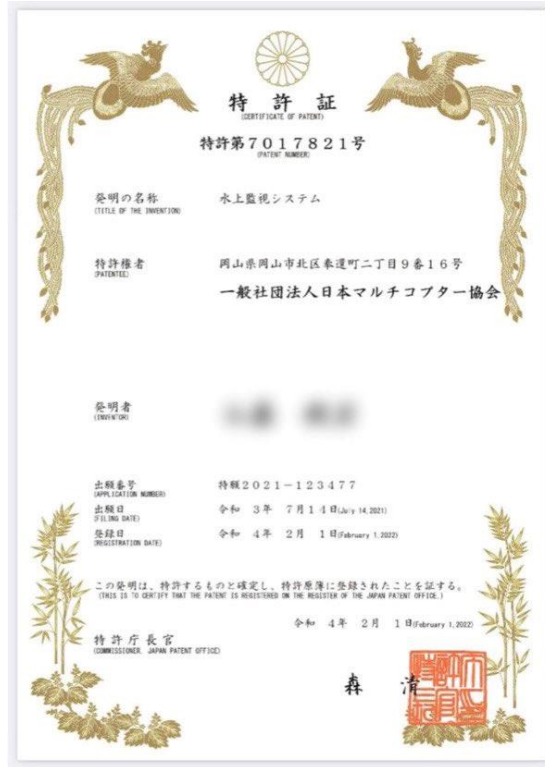 特許証
(CERTIFICATE OF PATENT)
特許第7017821号
(PATENT NUMBER)
発明の名称
(TITLE OF THE INVENTION)
水上監視システム
特許権者
(PATENTEE)
岡山県岡山市北区奉還町二丁目9番16号
一般社団法人日本マルチコプター協会
発明者
(INVENTOR)
出願番号
(APPLICATION NUMBER)
特願2021-123477
出願日
(FILING DATE)
令和 3年 7月14日(July 14, 2021)
登録日
(REGISTRATION DATE)
令和 4年 2月 1日(February 1, 2022)
この発明は、特許するものと確定し、特許原簿に登録されたことを証する。
(THIS IS TO CERTIFY THAT THE PATENT IS REGISTERED ON THE REGISTER OF THE JAPAN PATENT OFFICE.)
令和 4年 2月 1日(February 1, 2022)
特許庁長官
(COMMISSIONER, JAPAN PATENT OFFICE)
森 清